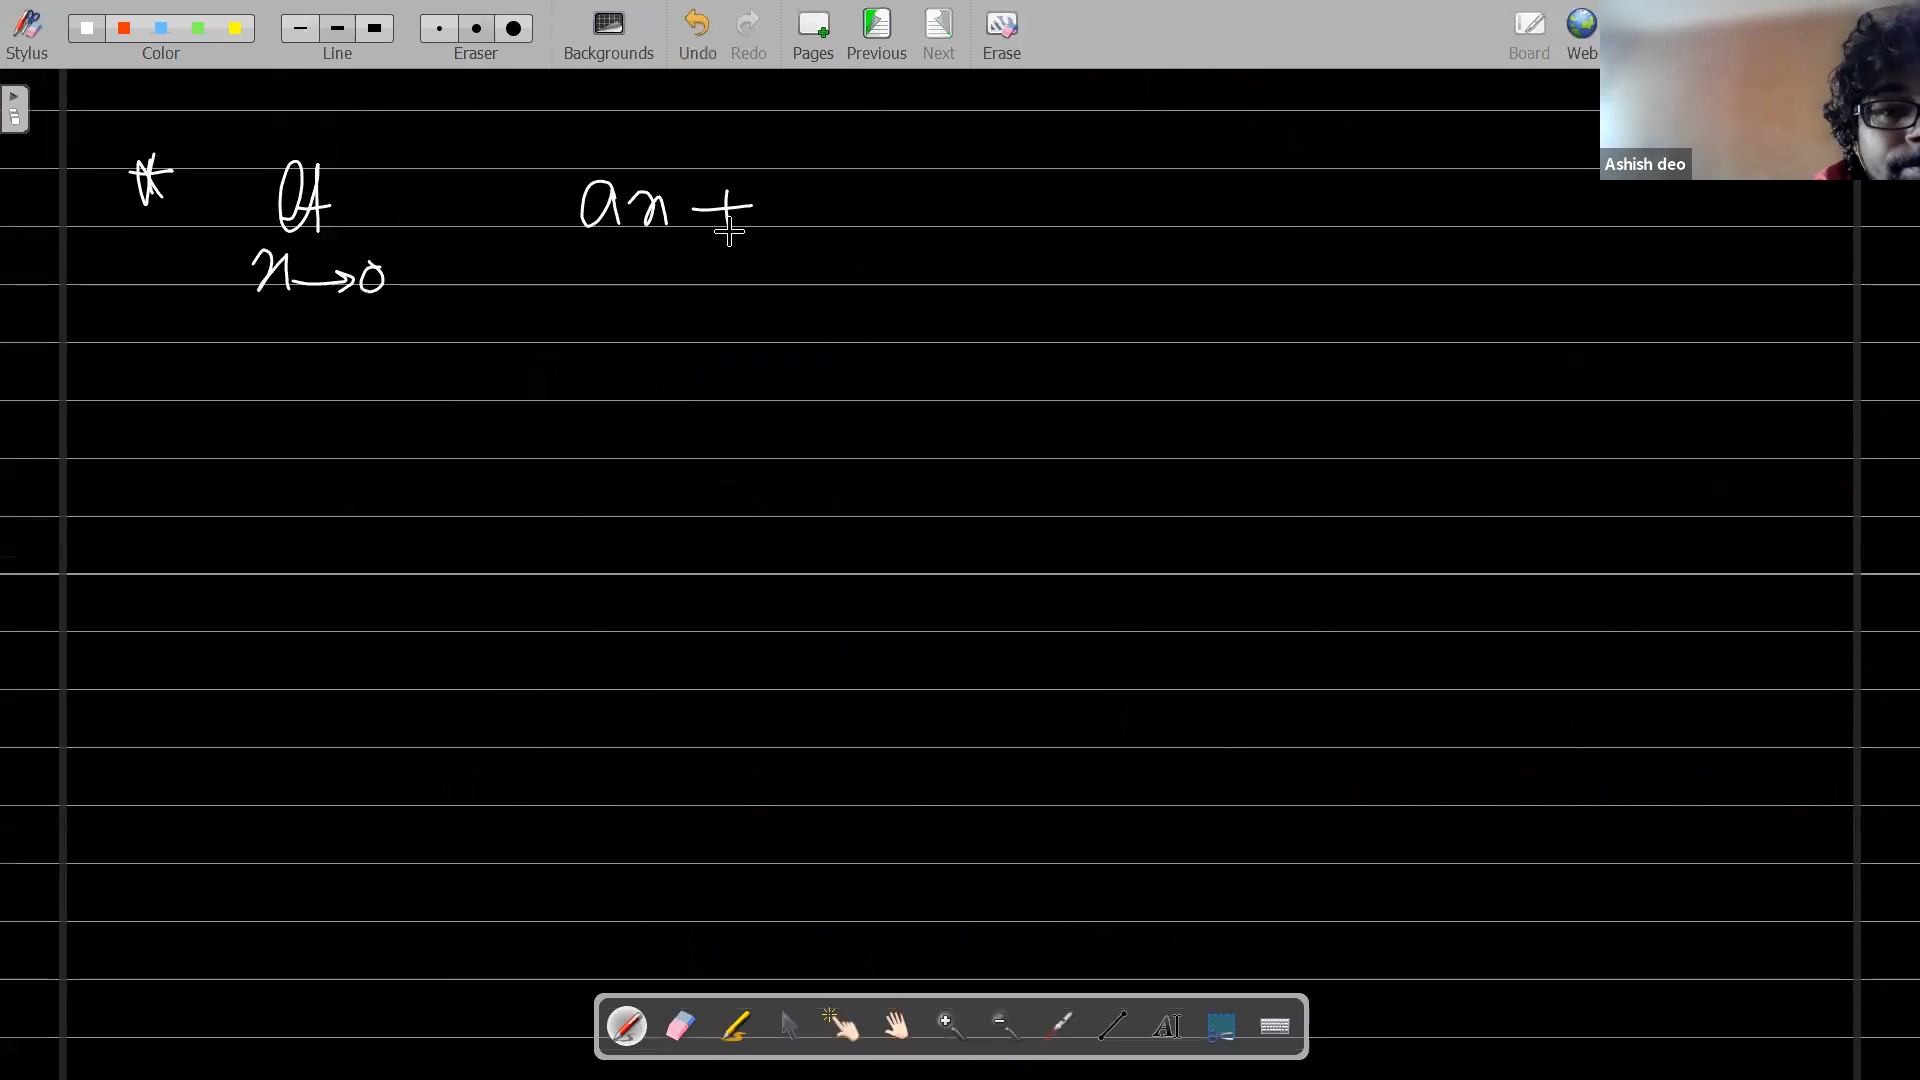 Stylus Color Line Eraser Backgrounds Undo Redo Pages Previous Next Erase Board Web
Ashish deo
* lt ax +
x→0